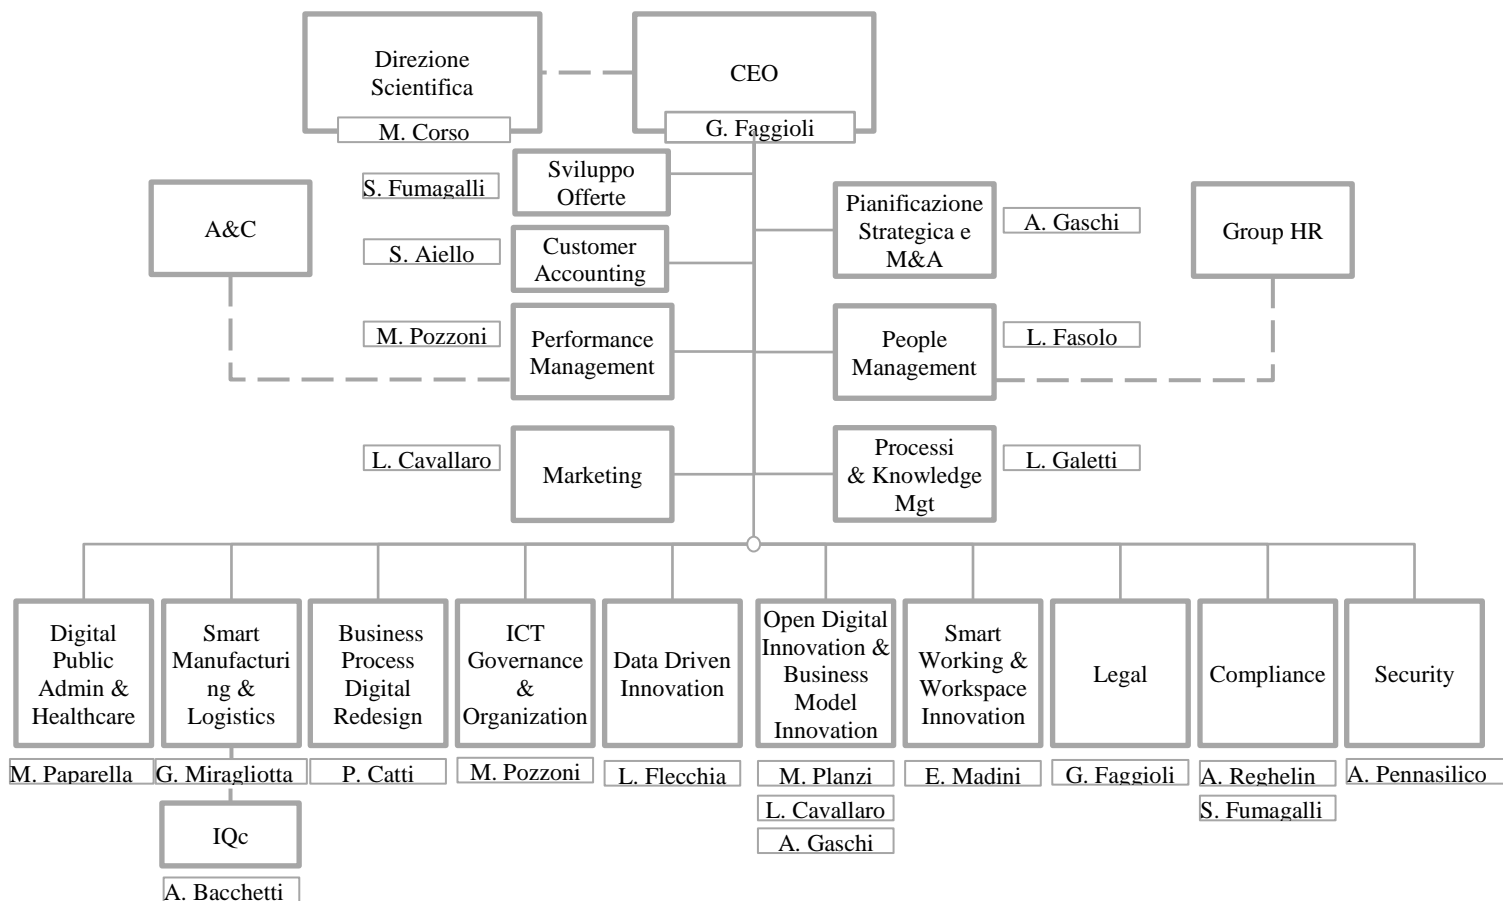 Direzione
Scientifica
M. Corso
CEO
G. Faggioli
S. Fumagalli
Sviluppo
Offerte
A&C
S. Aiello
Customer
Accounting
Pianificazione
Strategica e
M&A
A. Gaschi
Group HR
M. Pozzoni
Performance
Management
People
Management
L. Fasolo
L. Cavallaro
Marketing
Processi
& Knowledge
Mgt
L. Galetti
Digital
Public
Admin &
Healthcare
M. Paparella
Smart
Manufacturi
ng &
Logistics
G. Miragliotta
IQc
A. Bacchetti
Business
Process
Digital
Redesign
P. Catti
ICT
Governance
&
Organization
M. Pozzoni
Data Driven
Innovation
L. Flecchia
Open Digital
Innovation &
Business
Model
Innovation
M. Planzi
L. Cavallaro
A. Gaschi
Smart
Working &
Workspace
Innovation
E. Madini
Legal
G. Faggioli
Compliance
A. Reghelin
S. Fumagalli
Security
A. Pennasilico